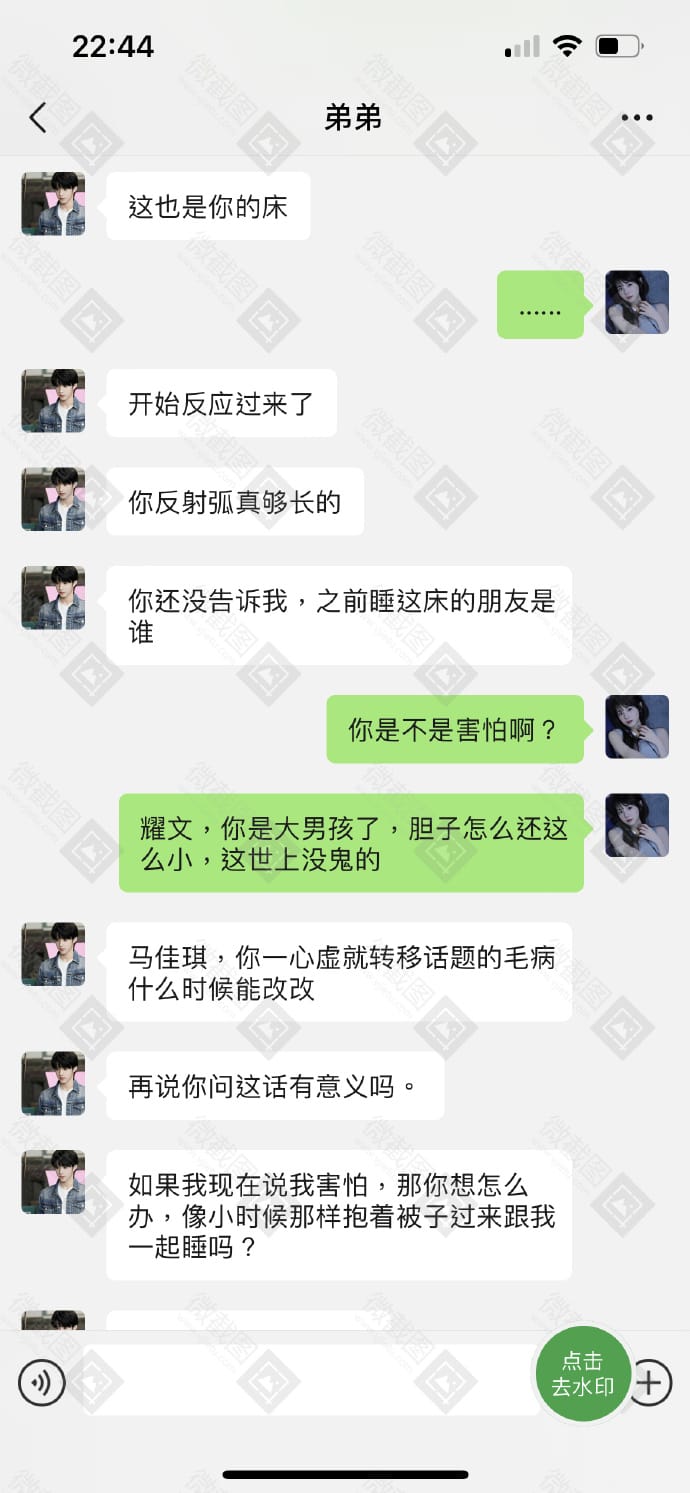 22:44
弟弟
这也是你的床
……
开始反应过来了
你反射弧真够长的
你还没告诉我，之前睡这床的朋友是
谁
你是不是害怕啊？
耀文，你是大男孩了，胆子怎么还这
么小，这世上没鬼的
马佳琪，你一心虚就转移话题的毛病
什么时候能改改
再说你问这话有意义吗。
如果我现在说我害怕，那你想怎么
办，像小时候那样抱着被子过来跟我
一起睡吗？
点击
去水印
微截图